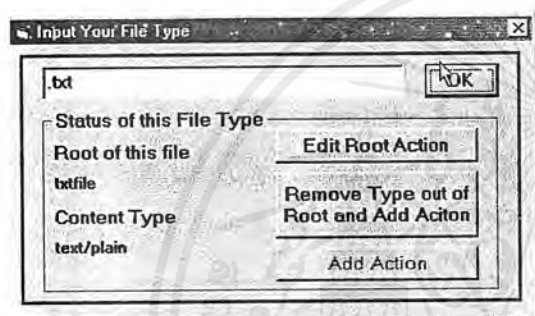 Input Your File Type
.txt
OK
Status of this File Type
Root of this file
Edit Root Action
txtfile
Remove Type out of
Root and Add Aciton
Content Type
text/plain
Add Action